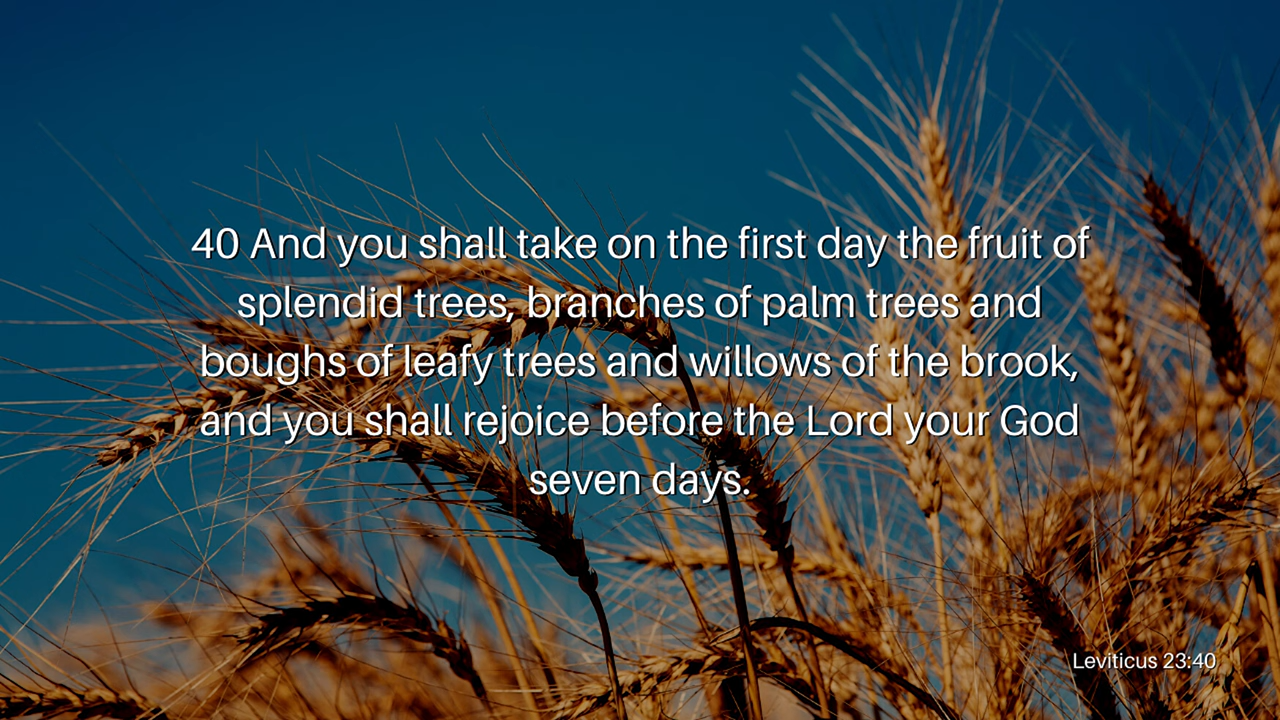 40 And you shall take on the first day the fruit of
splendid trees, branches of palm trees and
boughs of leafy trees and willows of the brook,
and you shall rejoice before the Lord your God
seven days.
Leviticus 23:40